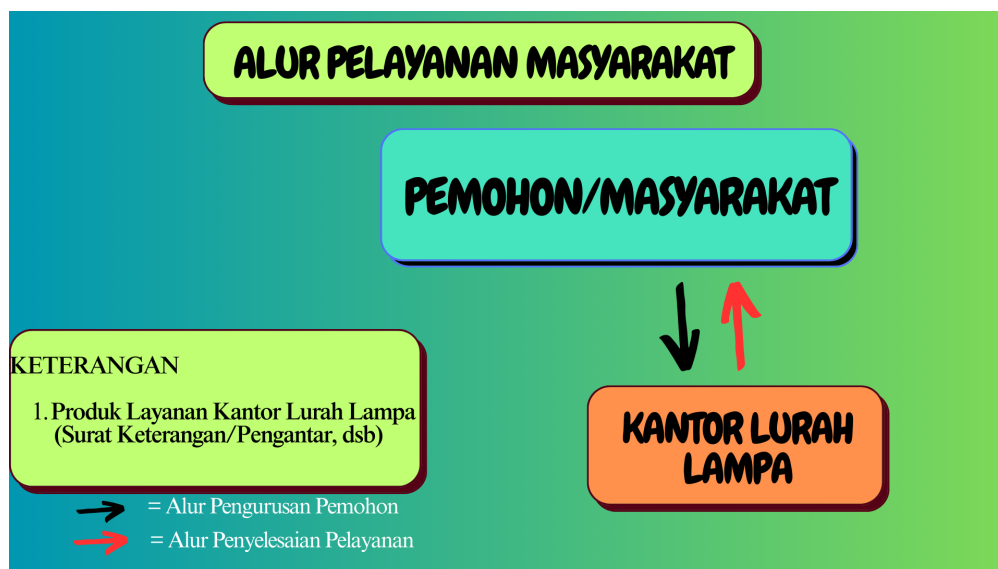 ALUR PELAYANAN MASYARAKAT
PEMOHON/MASYARAKAT
KANTOR LURAH
LAMPA
KETERANGAN
1. Produk Layanan Kantor Lurah Lampa
(Surat Keterangan/Pengantar, dsb)
= Alur Pengurusan Pemohon
= Alur Penyelesaian Pelayanan